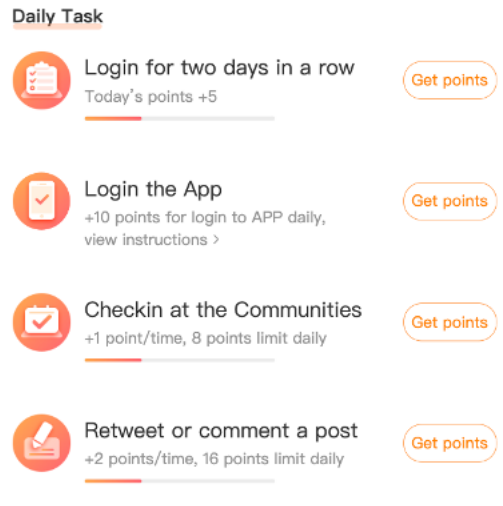 Daily Task
Login for two days in a row
Today's points +5
Get points
Login the App
+10 points for login to APP daily,
view instructions >
Get points
Checkin at the Communities
+1 point/time, 8 points limit daily
Get points
Retweet or comment a post
+2 points/time, 16 points limit daily
Get points